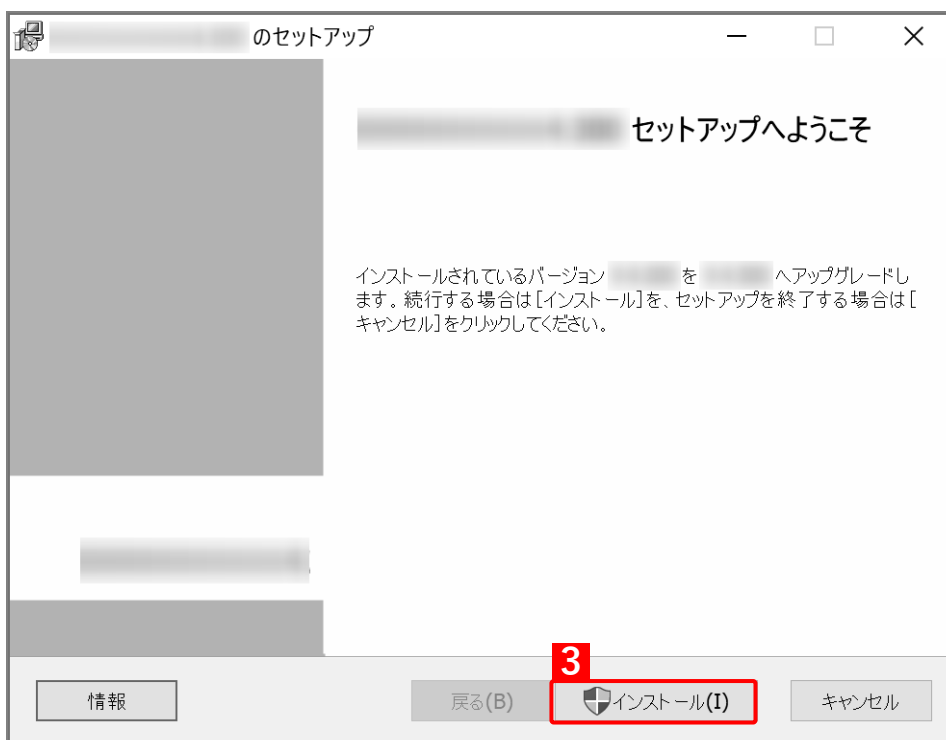 のセットアップ
セットアップへようこそ
インストールされているバージョン を へアップグレードし
ます。続行する場合は[インストール]を、セットアップを終了する場合は[
キャンセル]をクリックしてください。
3
情報
戻る(B)
インストール(I)
キャンセル